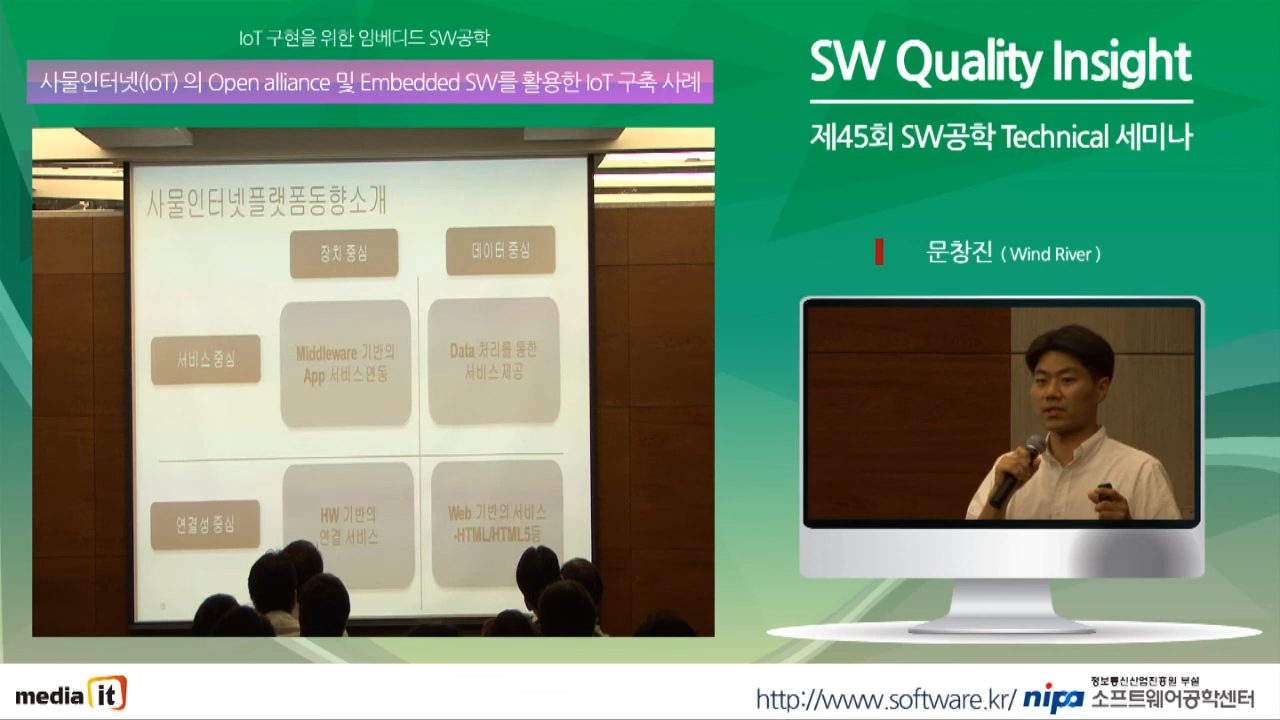 IoT 구현을 위한 임베디드 SW공학
사물인터넷(IoT) 의 Open alliance 및 Embedded SW를 활용한 IoT 구축 사례
SW Quality Insight
제45회 SW공학 Technical 세미나
문창진 ( Wind River )
사물인터넷플랫폼동향소개
장치 중심
데이터 중심
서비스 중심
Middleware 기반의
App 서비스 연동
Data 처리를 통한
서비스 제공
연결성 중심
HW 기반의
연결 서비스
Web 기반의 서비스
-HTML/HTML5등
media it
http://www.software.kr/
nipa
정보통신산업진흥원 부설
소프트웨어공학센터